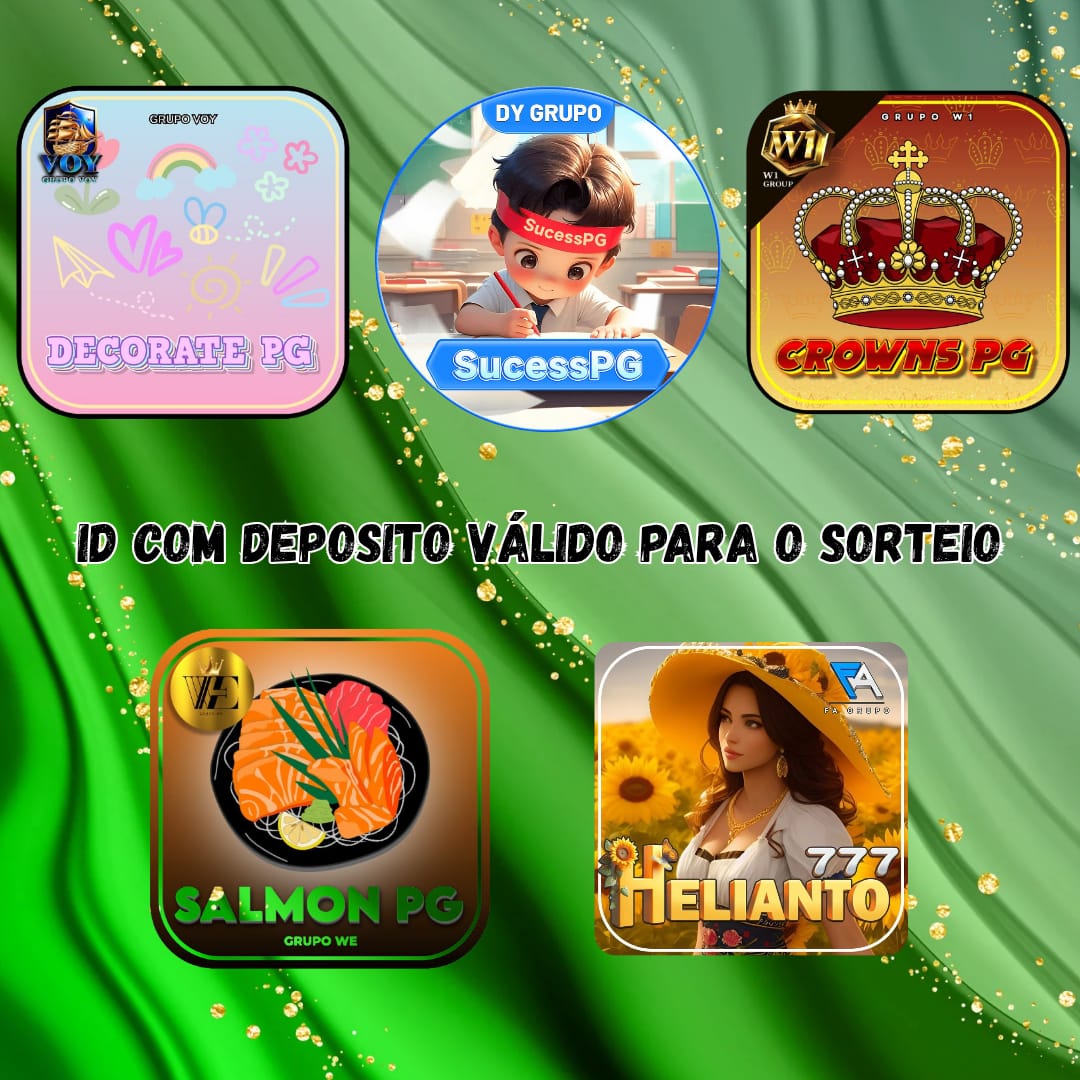 VOY
GRUPO VOY
GRUPO VOY
DECORATE PG
DY GRUPO
SucessPG
SucessPG
GRUPO W1
W1
W1
GROUP
CROWNS PG
ID COM DEPOSITO VÁLIDO PARA O SORTEIO
WE
SALMON PG
GRUPO WE
FA
FA GRUPO
777
HELIANTO